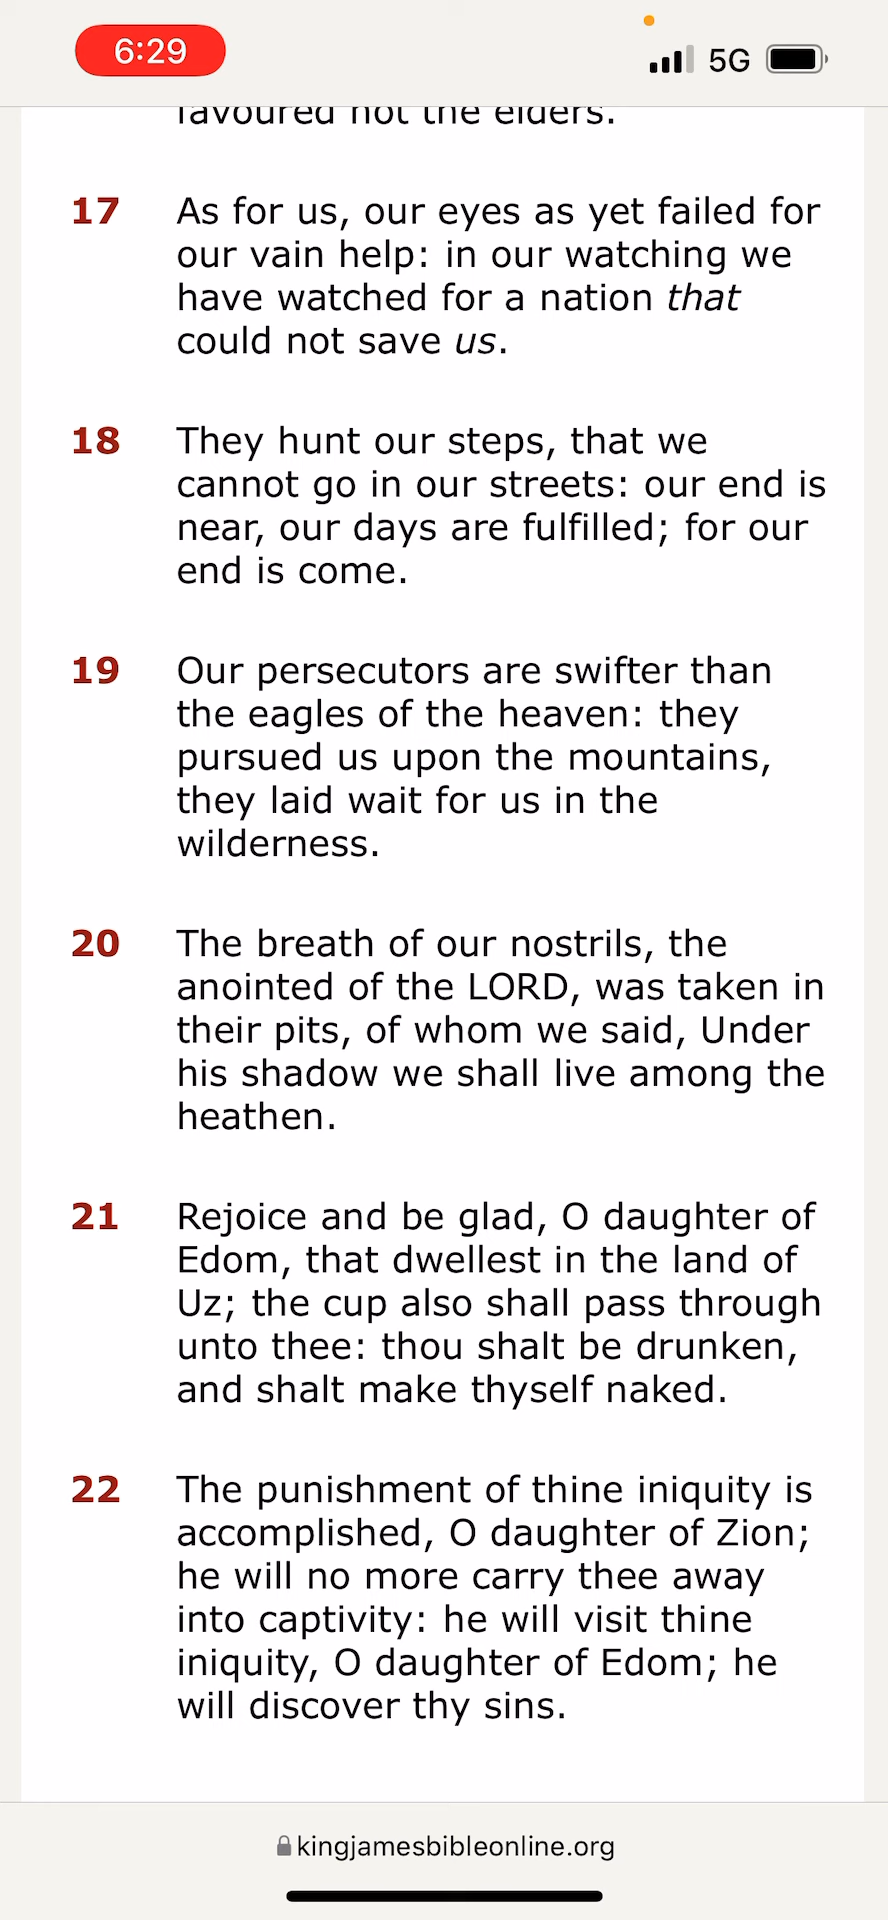 6:29
5G
favoured not the elders.
17 As for us, our eyes as yet failed for
our vain help: in our watching we
have watched for a nation that
could not save us.
18 They hunt our steps, that we
cannot go in our streets: our end is
near, our days are fulfilled; for our
end is come.
19 Our persecutors are swifter than
the eagles of the heaven: they
pursued us upon the mountains,
they laid wait for us in the
wilderness.
20 The breath of our nostrils, the
anointed of the LORD, was taken in
their pits, of whom we said, Under
his shadow we shall live among the
heathen.
21 Rejoice and be glad, O daughter of
Edom, that dwellest in the land of
Uz; the cup also shall pass through
unto thee: thou shalt be drunken,
and shalt make thyself naked.
22 The punishment of thine iniquity is
accomplished, O daughter of Zion;
he will no more carry thee away
into captivity: he will visit thine
iniquity, O daughter of Edom; he
will discover thy sins.
kingjamesbibleonline.org